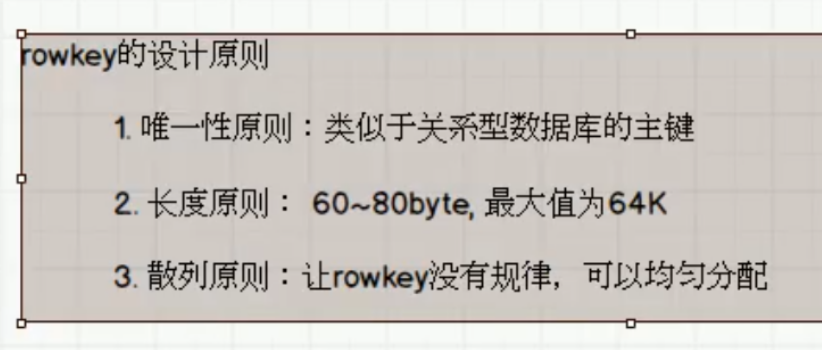 rowkey的设计原则
1. 唯一性原则：类似于关系型数据库的主键
2. 长度原则： 60~80byte, 最大值为64K
3. 散列原则：让rowkey没有规律，可以均匀分配